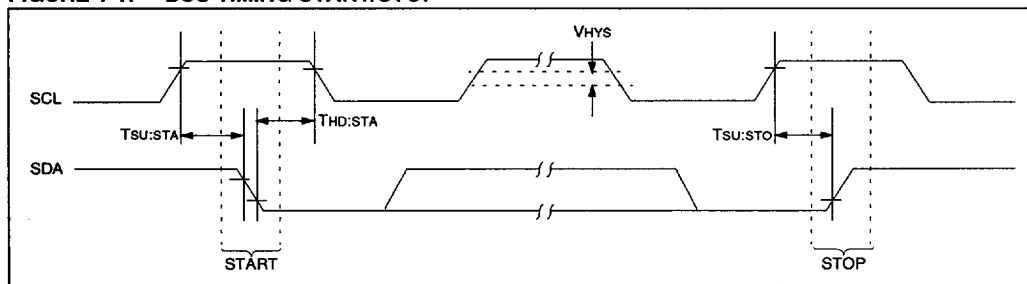 VHYS
SCL
TSU:STA
THD:STA
TSU:STO
SDA
START
STOP